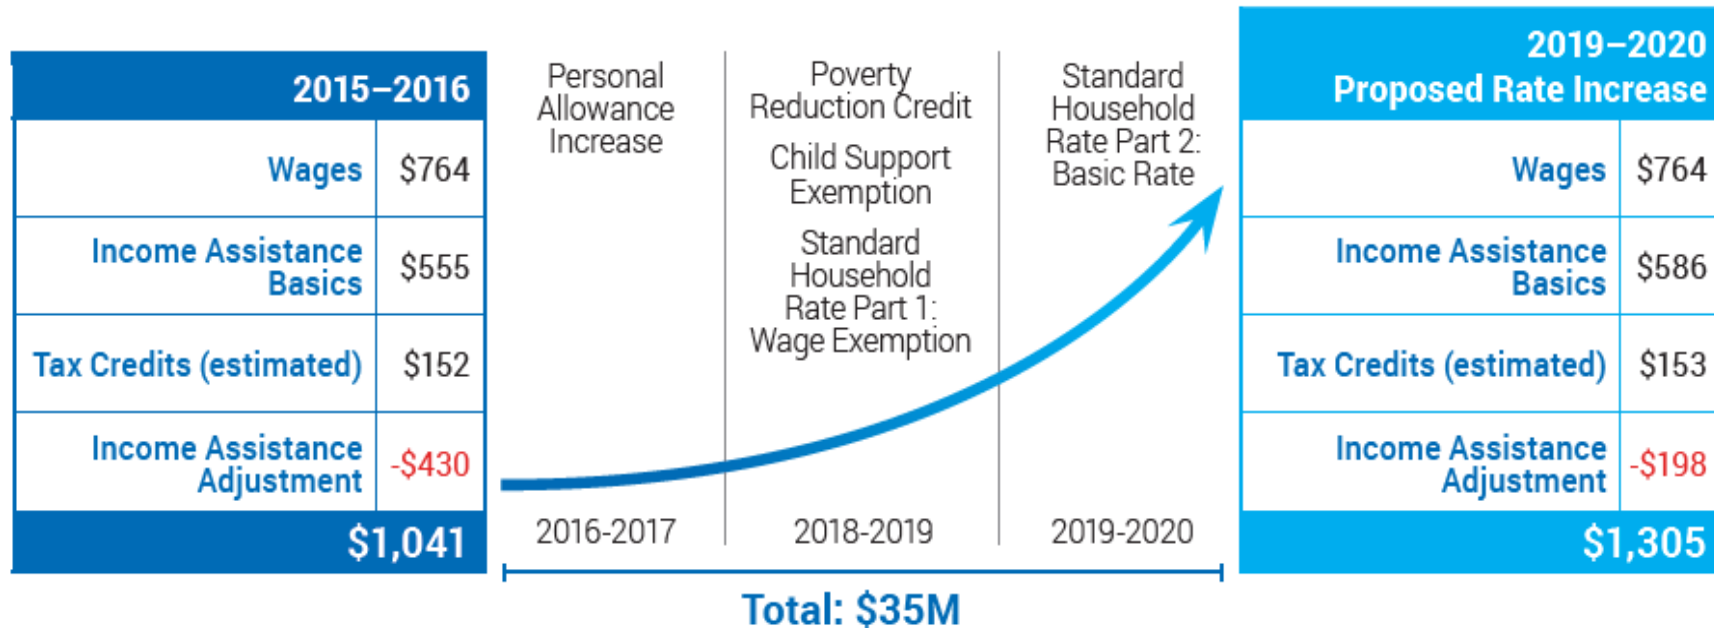 2015–2016
Wages $764
Income Assistance
Basics $555
Tax Credits (estimated) $152
Income Assistance
Adjustment -$430
$1,041
Personal
Allowance
Increase
2016-2017
Poverty
Reduction Credit
Child Support
Exemption
Standard
Household
Rate Part 1:
Wage Exemption
2018-2019
Standard
Household
Rate Part 2:
Basic Rate
2019-2020
Total: $35M
2019–2020
Proposed Rate Increase
Wages $764
Income Assistance
Basics $586
Tax Credits (estimated) $153
Income Assistance
Adjustment -$198
$1,305